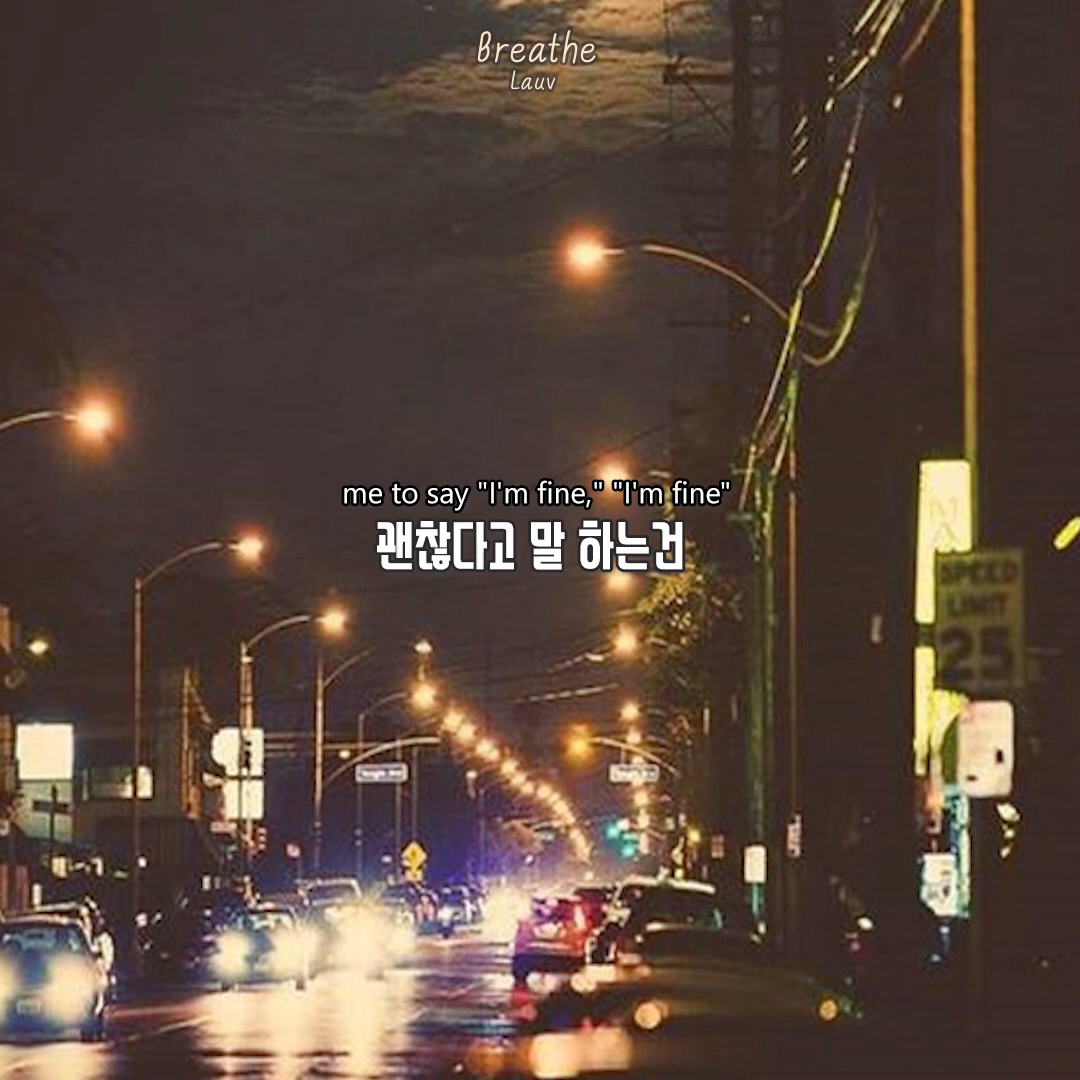 Breathe
Lauv
me to say "I'm fine," "I'm fine"
괜찮다고 말 하는건
SPEED
LIMIT
25